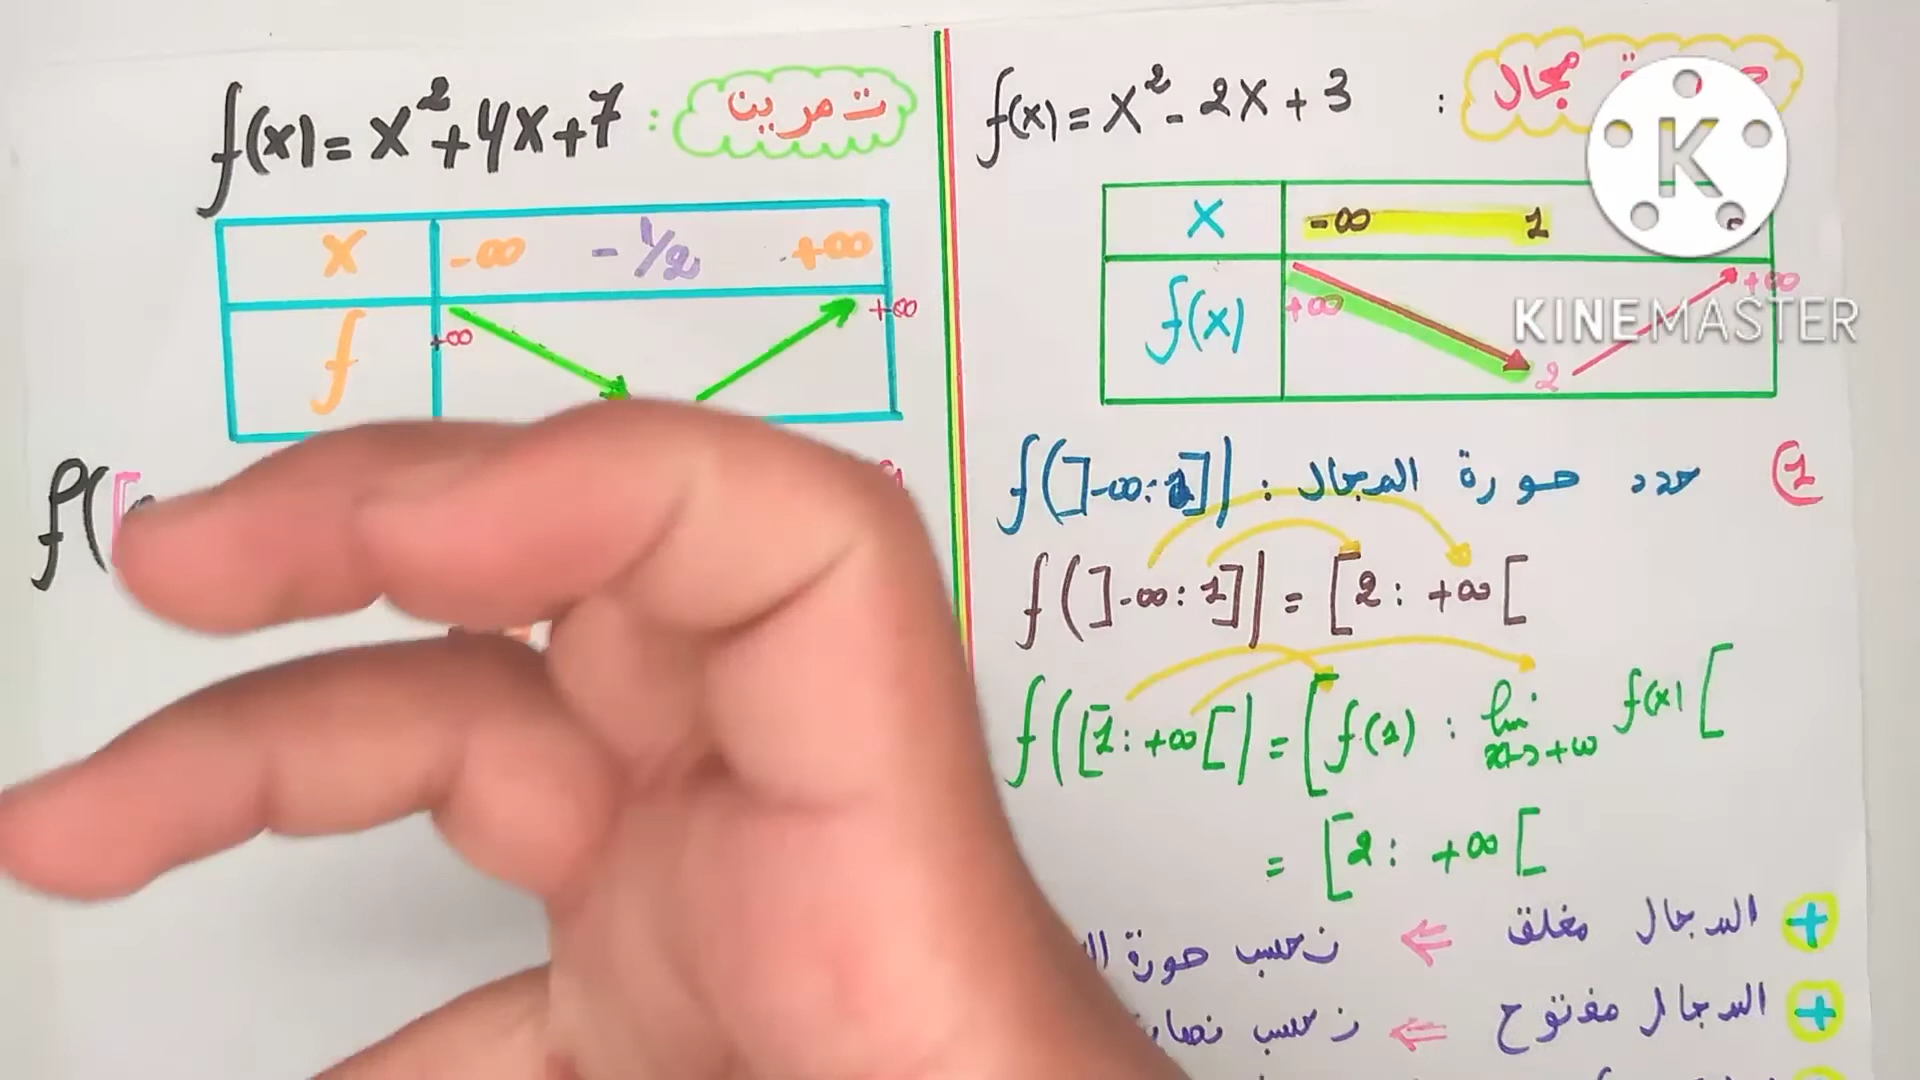 f(x) = x² - 2x + 3 :
مجال
x -∞ 1
f(x) +∞ 2 +∞
1) حدد صورة المجال : f(]-∞ : 1])
f(]-∞ : 1]) = [2 : +∞[
f([1 : +∞[) = [f(1) : lim x→+∞ f(x)[
= [2 : +∞[
+ المجال مغلق ⇐ نحسب صورة
+ المجال مفتوح ⇐ نحسب
تمرين : f(x) = x² + 4x + 7
x -∞ -1/2 +∞
f +∞ +∞
f([
K
KINEMASTER